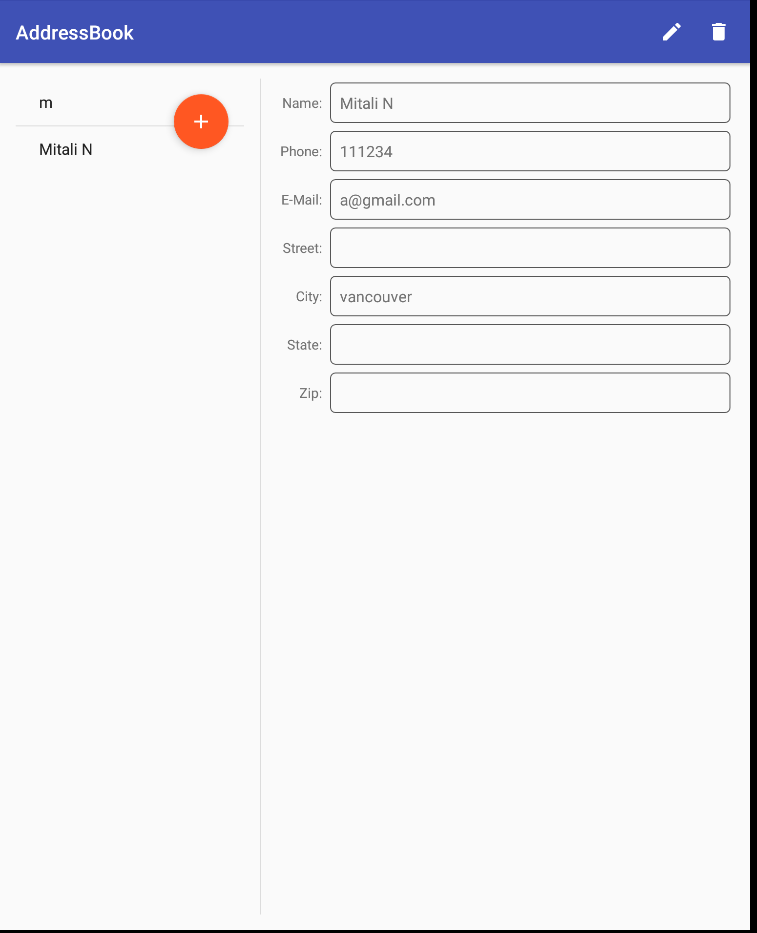 AddressBook
m
+
Mitali N
Name: Mitali N
Phone: 111234
E-Mail: a@gmail.com
Street:
City: vancouver
State:
Zip: